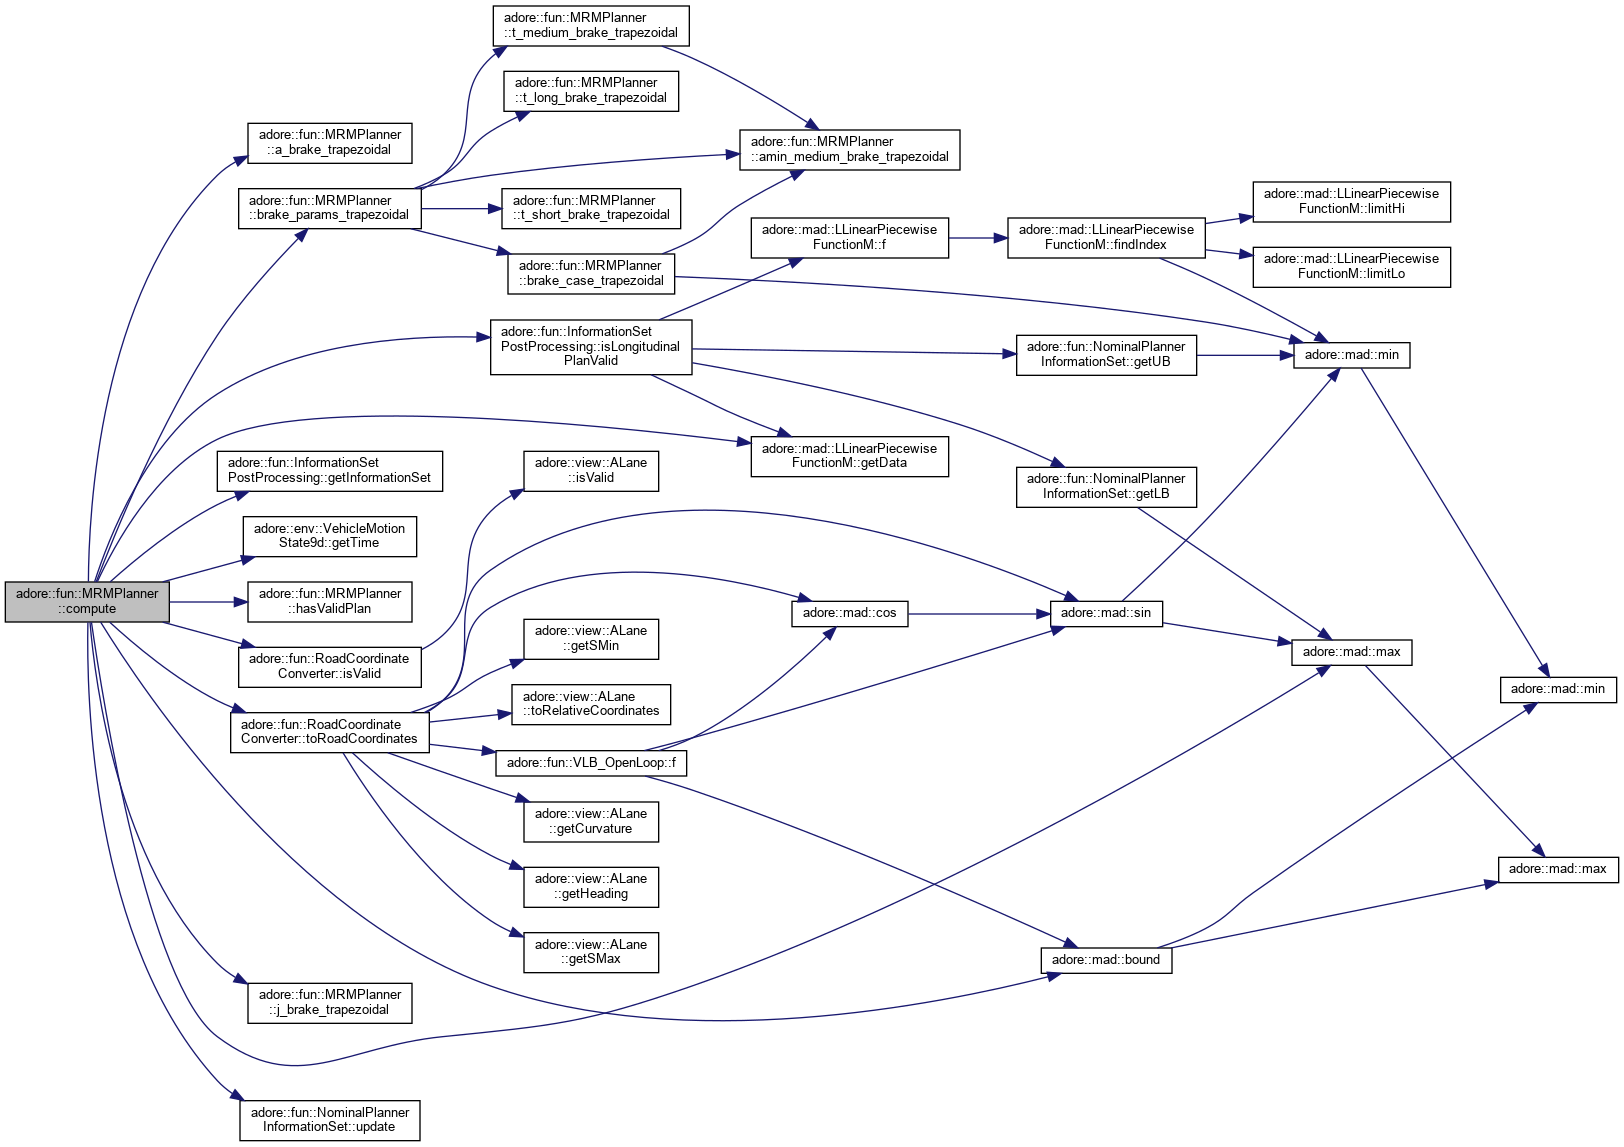 adore::fun::MRMPlanner
::compute
adore::fun::MRMPlanner
::a_brake_trapezoidal
adore::fun::MRMPlanner
::brake_params_trapezoidal
adore::fun::InformationSet
PostProcessing::getInformationSet
adore::env::VehicleMotion
State9d::getTime
adore::fun::MRMPlanner
::hasValidPlan
adore::fun::RoadCoordinate
Converter::isValid
adore::fun::RoadCoordinate
Converter::toRoadCoordinates
adore::fun::MRMPlanner
::j_brake_trapezoidal
adore::fun::NominalPlanner
InformationSet::update
adore::fun::MRMPlanner
::t_medium_brake_trapezoidal
adore::fun::MRMPlanner
::t_long_brake_trapezoidal
adore::fun::MRMPlanner
::t_short_brake_trapezoidal
adore::fun::MRMPlanner
::brake_case_trapezoidal
adore::fun::InformationSet
PostProcessing::isLongitudinal
PlanValid
adore::view::ALane
::isValid
adore::view::ALane
::getSMin
adore::view::ALane
::toRelativeCoordinates
adore::fun::VLB_OpenLoop::f
adore::view::ALane
::getCurvature
adore::view::ALane
::getHeading
adore::view::ALane
::getSMax
adore::fun::MRMPlanner
::amin_medium_brake_trapezoidal
adore::mad::LLinearPiecewise
FunctionM::f
adore::mad::LLinearPiecewise
FunctionM::getData
adore::mad::cos
adore::mad::LLinearPiecewise
FunctionM::findIndex
adore::fun::NominalPlanner
InformationSet::getUB
adore::fun::NominalPlanner
InformationSet::getLB
adore::mad::sin
adore::mad::bound
adore::mad::LLinearPiecewise
FunctionM::limitHi
adore::mad::LLinearPiecewise
FunctionM::limitLo
adore::mad::min
adore::mad::max
adore::mad::min
adore::mad::max